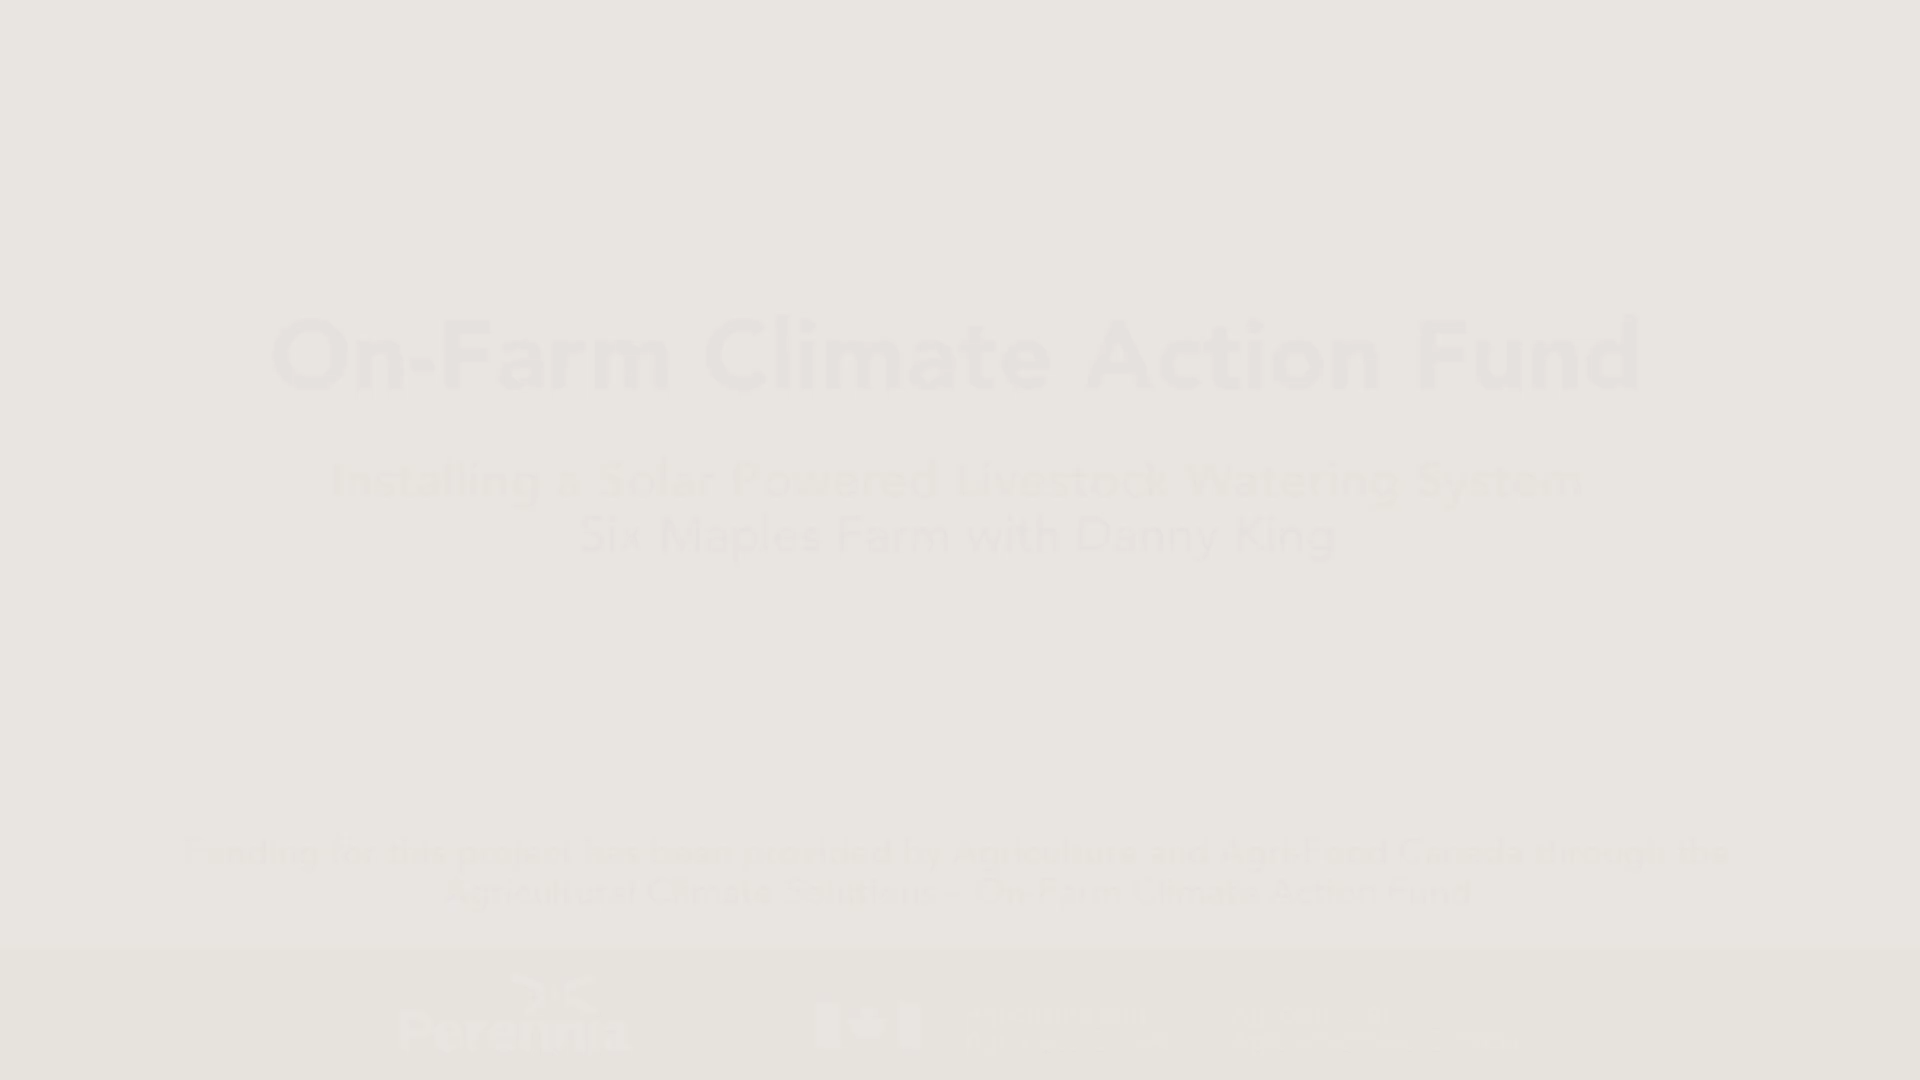 On-Farm Climate Action Fund
Installing a Solar Powered Livestock Watering System
Six Maples Farm with Danny King
Funding for this project has been provided by Agriculture and Agri-Food Canada through the
Agricultural Climate Solutions – On-Farm Climate Action Fund
Perennia